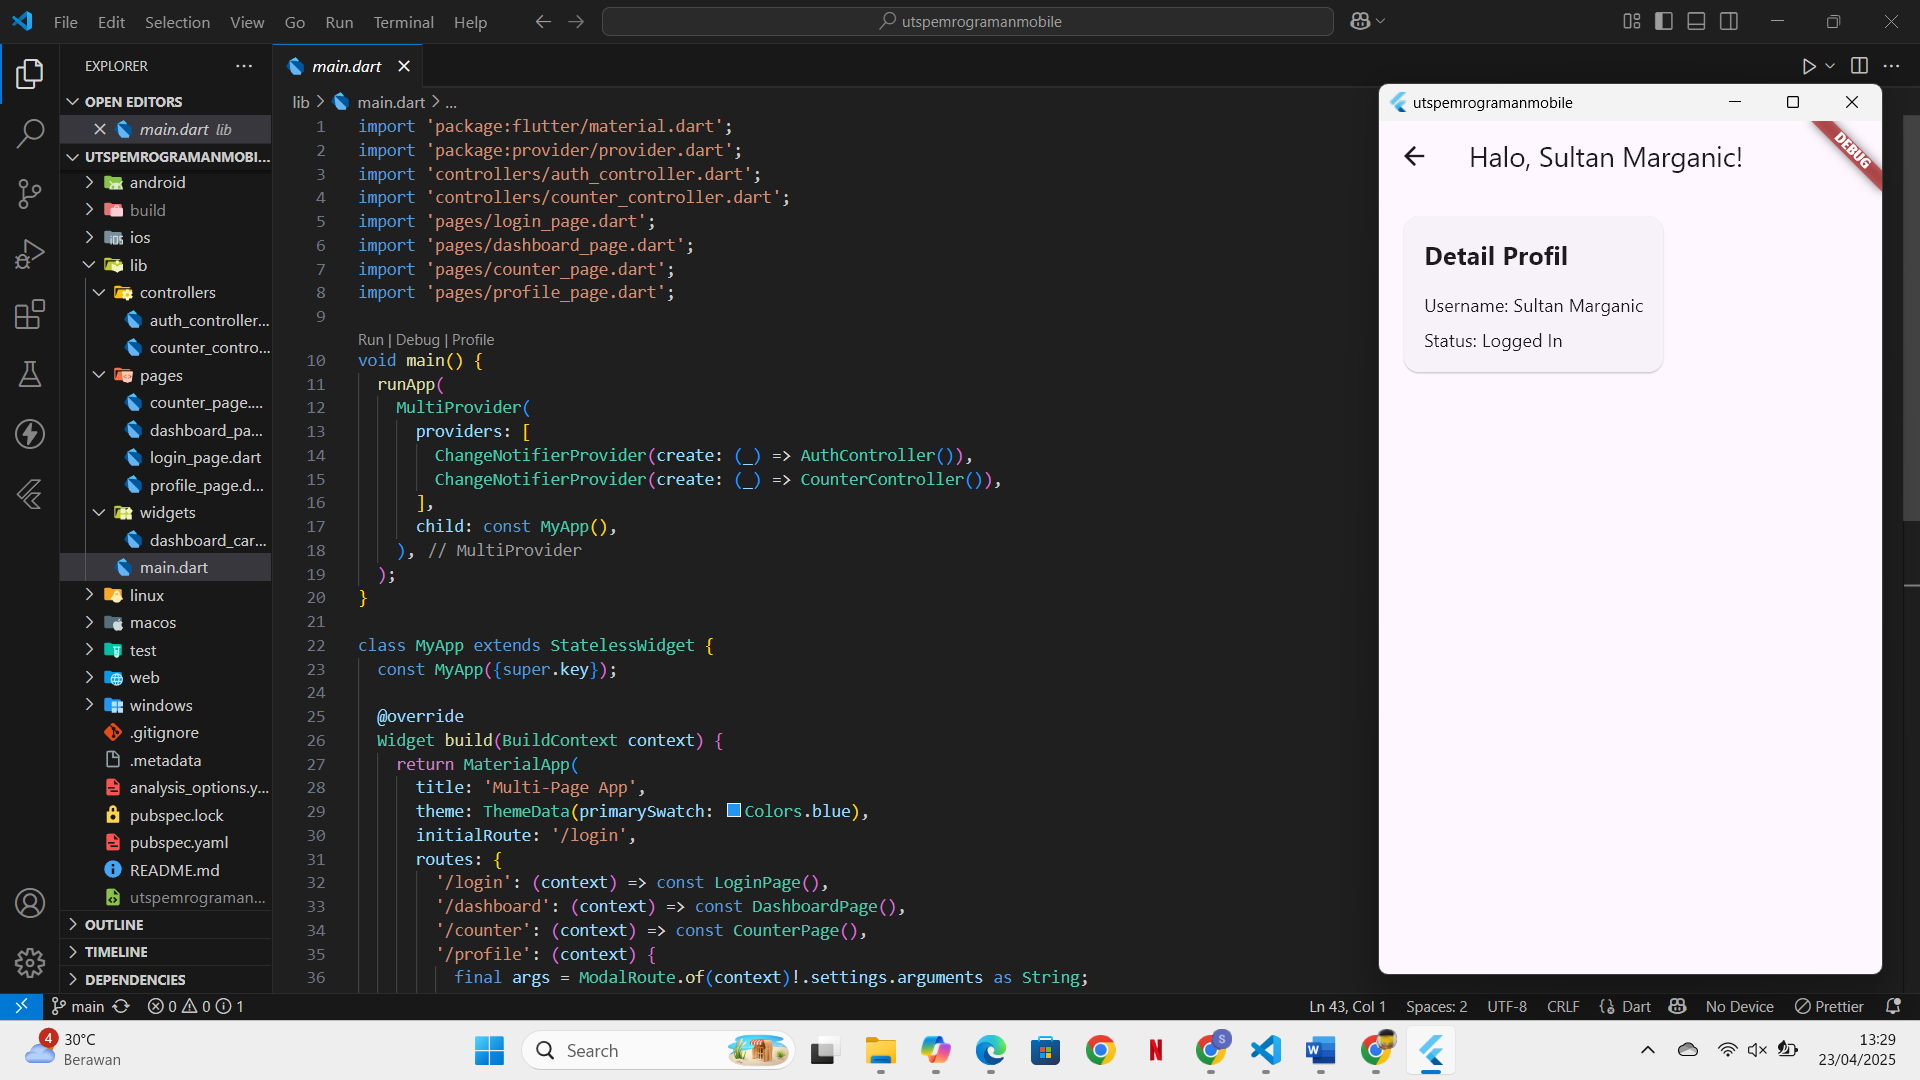 File Edit Selection View Go Run Terminal Help
utspemrogramanmobile
EXPLORER
OPEN EDITORS
main.dart lib
UTSPEMROGRAMANMOBI...
android
build
ios
lib
controllers
auth_controller...
counter_contro...
pages
counter_page....
dashboard_pa...
login_page.dart
profile_page.d...
widgets
dashboard_car...
main.dart
linux
macos
test
web
windows
.gitignore
.metadata
analysis_options.y...
pubspec.lock
pubspec.yaml
README.md
utspemrograman...
OUTLINE
TIMELINE
DEPENDENCIES
main.dart
lib > main.dart > ...
1 import 'package:flutter/material.dart';
2 import 'package:provider/provider.dart';
3 import 'controllers/auth_controller.dart';
4 import 'controllers/counter_controller.dart';
5 import 'pages/login_page.dart';
6 import 'pages/dashboard_page.dart';
7 import 'pages/counter_page.dart';
8 import 'pages/profile_page.dart';
9
Run | Debug | Profile
10 void main() {
11 runApp(
12 MultiProvider(
13 providers: [
14 ChangeNotifierProvider(create: (_) => AuthController()),
15 ChangeNotifierProvider(create: (_) => CounterController()),
16 ],
17 child: const MyApp(),
18 ), // MultiProvider
19 );
20 }
21
22 class MyApp extends StatelessWidget {
23 const MyApp({super.key});
24
25 @override
26 Widget build(BuildContext context) {
27 return MaterialApp(
28 title: 'Multi-Page App',
29 theme: ThemeData(primarySwatch: Colors.blue),
30 initialRoute: '/login',
31 routes: {
32 '/login': (context) => const LoginPage(),
33 '/dashboard': (context) => const DashboardPage(),
34 '/counter': (context) => const CounterPage(),
35 '/profile': (context) {
36 final args = ModalRoute.of(context)!.settings.arguments as String;
utspemrogramanmobile
DEBUG
Halo, Sultan Marganic!
Detail Profil
Username: Sultan Marganic
Status: Logged In
main 0 0 1
Ln 43, Col 1 Spaces: 2 UTF-8 CRLF Dart No Device Prettier
4
30°C
Berawan
Search
S
13:29
23/04/2025